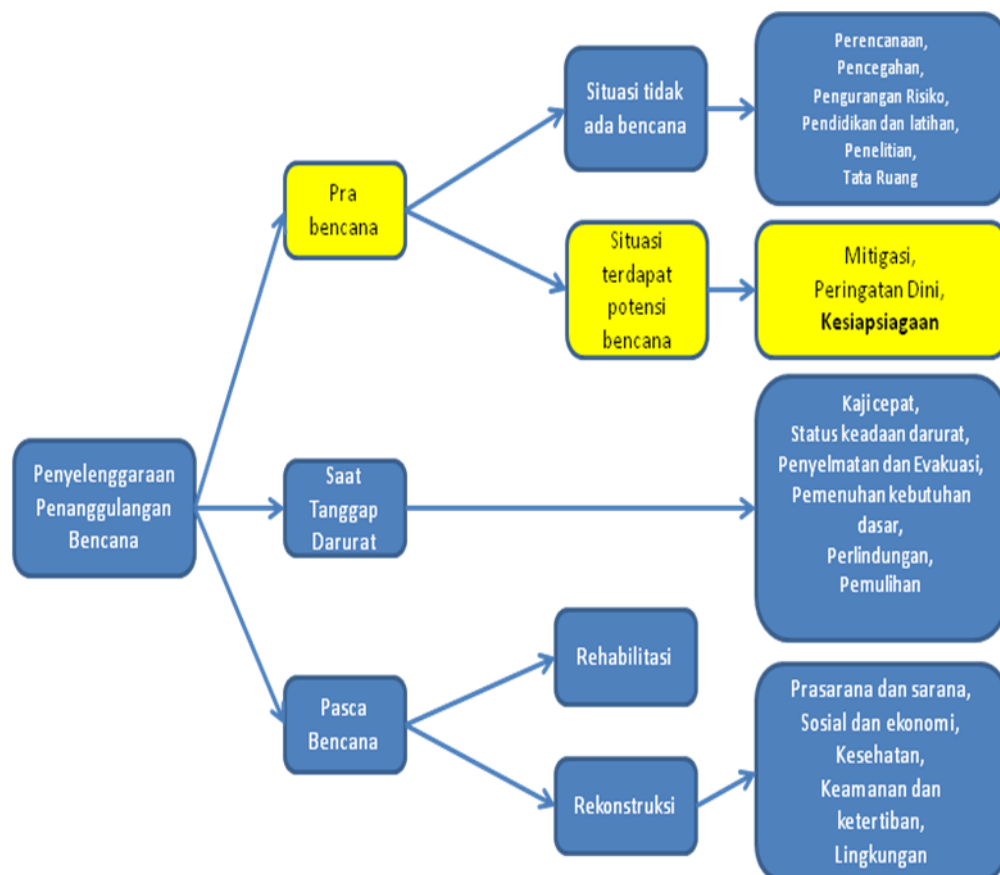 Penyelenggaraan
Penanggulangan
Bencana
Pra
bencana
Situasi tidak
ada bencana
Perencanaan,
Pencegahan,
Pengurangan Risiko,
Pendidikan dan latihan,
Penelitian,
Tata Ruang
Situasi
terdapat
potensi
bencana
Mitigasi,
Peringatan Dini,
Kesiapsiagaan
Saat
Tanggap
Darurat
Kaji cepat,
Status keadaan darurat,
Penyelmatan dan Evakuasi,
Pemenuhan kebutuhan
dasar,
Perlindungan,
Pemulihan
Pasca
Bencana
Rehabilitasi
Rekonstruksi
Prasarana dan sarana,
Sosial dan ekonomi,
Kesehatan,
Keamanan dan
ketertiban,
Lingkungan